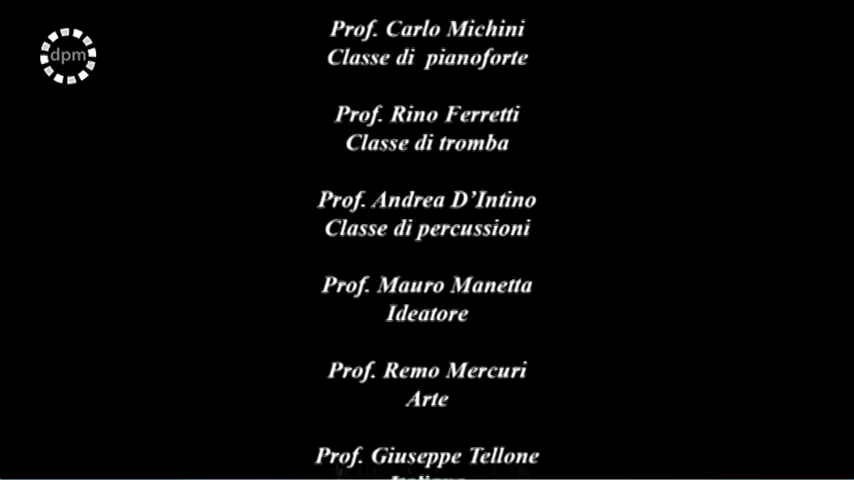 dpm
Prof. Carlo Michini
Classe di pianoforte
Prof. Rino Ferretti
Classe di tromba
Prof. Andrea D’Intino
Classe di percussioni
Prof. Mauro Manetta
Ideatore
Prof. Remo Mercuri
Arte
Prof. Giuseppe Tellone